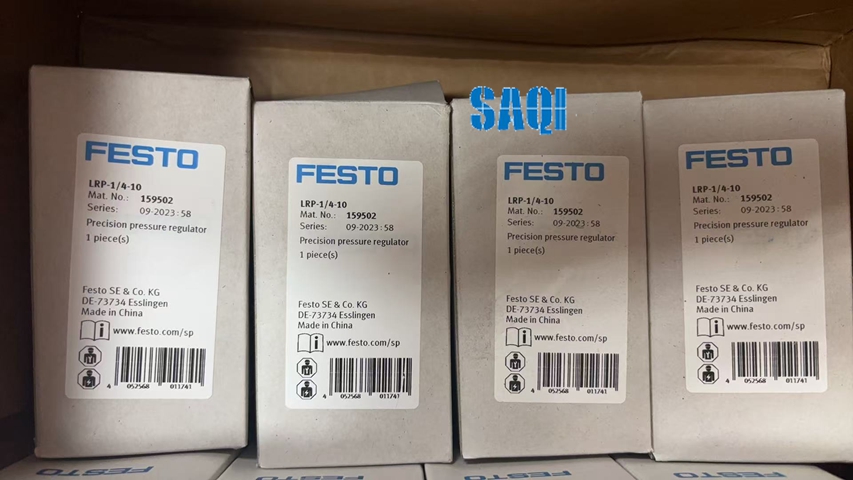 SAQI
FESTO
LRP-1/4-10
Mat. No.: 159502
Series: 09-2023:58
Precision pressure regulator
1 piece(s)
Festo SE & Co. KG
DE-73734 Esslingen
Made in China
www.festo.com/sp
4 052568 011741
FESTO
LRP-1/4-10
Mat. No.: 159502
Series: 09-2023:58
Precision pressure regulator
1 piece(s)
Festo SE & Co. KG
DE-73734 Esslingen
Made in China
www.festo.com/sp
4 052568 011741
FESTO
LRP-1/4-10
Mat. No.: 159502
Series: 09-2023:58
Precision pressure regulator
1 piece(s)
Festo SE & Co. KG
DE-73734 Esslingen
Made in China
www.festo.com/sp
4 052568 011741
FESTO
LRP-1/4-10
Mat. No.: 159502
Series: 09-2023:58
Precision pressure regulator
1 piece(s)
Festo SE & Co. KG
DE-73734 Esslingen
Made in China
www.festo.com/sp
4 052568 011741
FESTO
FESTO
FESTO
FESTO